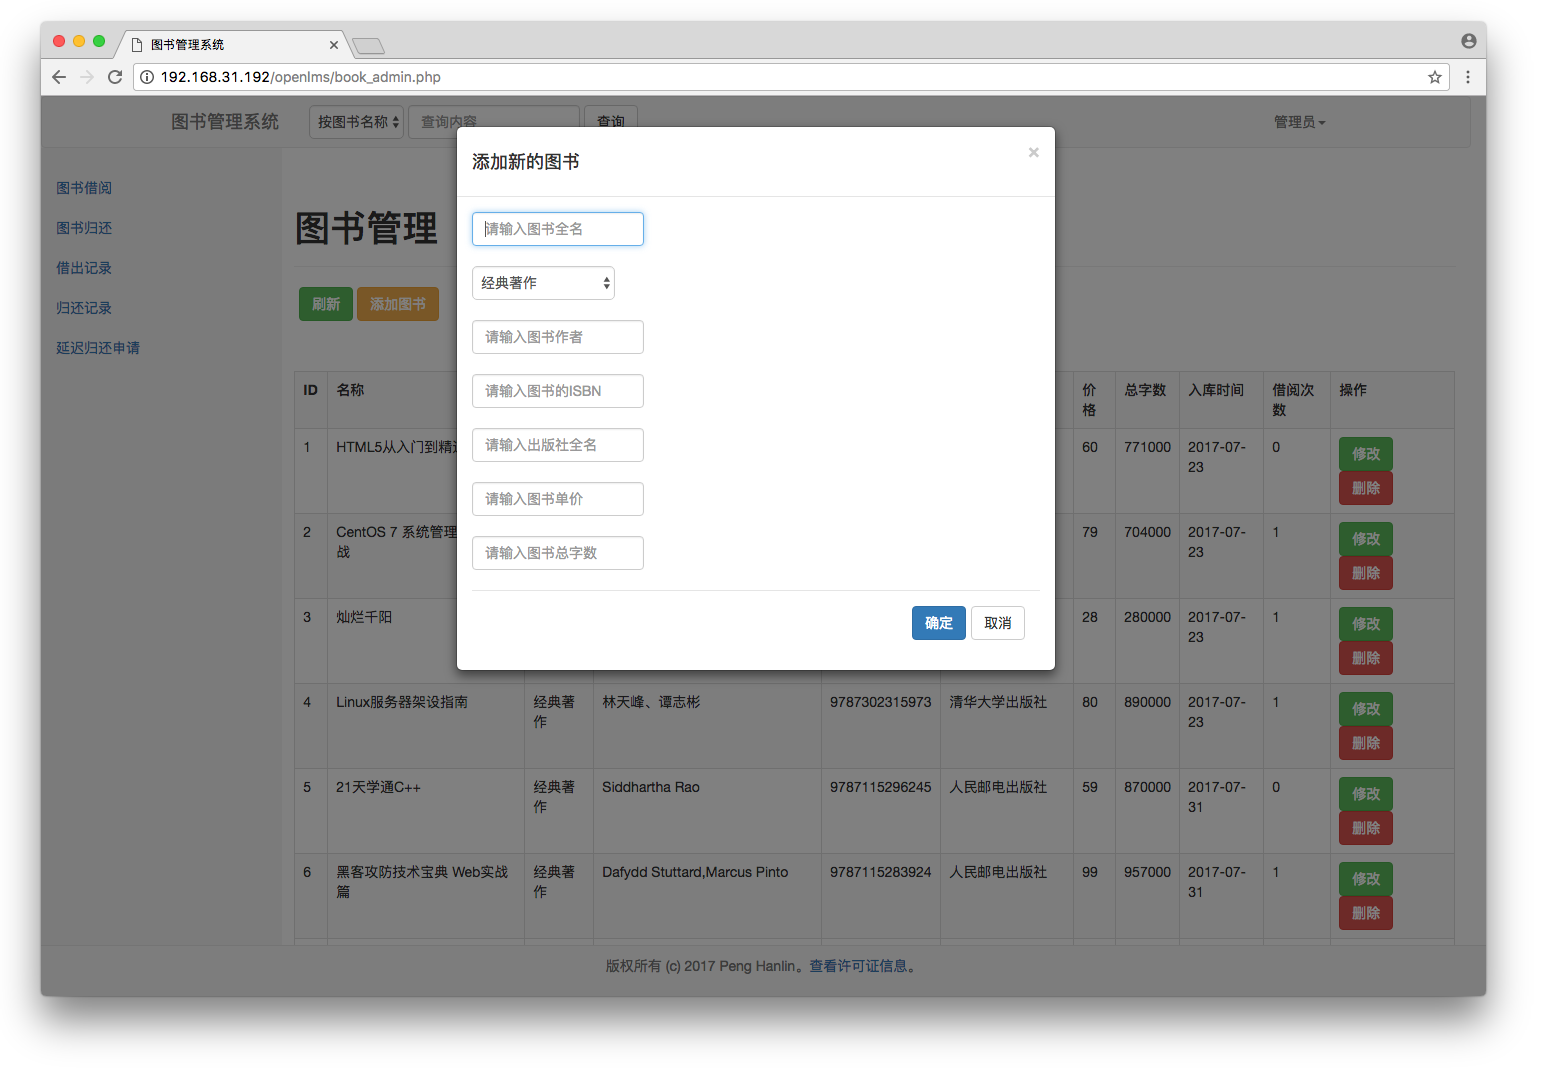 图书管理系统
192.168.31.192/openlms/book_admin.php
图书管理系统 按图书名称 查询内容 查询 管理员
添加新的图书 ×
图书借阅
图书归还
借出记录
归还记录
延迟归还申请
图书管理
刷新 添加图书
请输入图书全名
经典著作
请输入图书作者
请输入图书的ISBN
请输入出版社全名
请输入图书单价
请输入图书总字数
确定 取消
ID 名称 价格 总字数 入库时间 借阅次数 操作
1 HTML5从入门到精 60 771000 2017-07-23 0 修改 删除
2 CentOS 7 系统管理 战 79 704000 2017-07-23 1 修改 删除
3 灿烂千阳 28 280000 2017-07-23 1 修改 删除
4 Linux服务器架设指南 经典著作 林天峰、谭志彬 9787302315973 清华大学出版社 80 890000 2017-07-23 1 修改 删除
5 21天学通C++ 经典著作 Siddhartha Rao 9787115296245 人民邮电出版社 59 870000 2017-07-31 0 修改 删除
6 黑客攻防技术宝典 Web实战篇 经典著作 Dafydd Stuttard,Marcus Pinto 9787115283924 人民邮电出版社 99 957000 2017-07-31 1 修改 删除
版权所有 (c) 2017 Peng Hanlin。查看许可证信息。